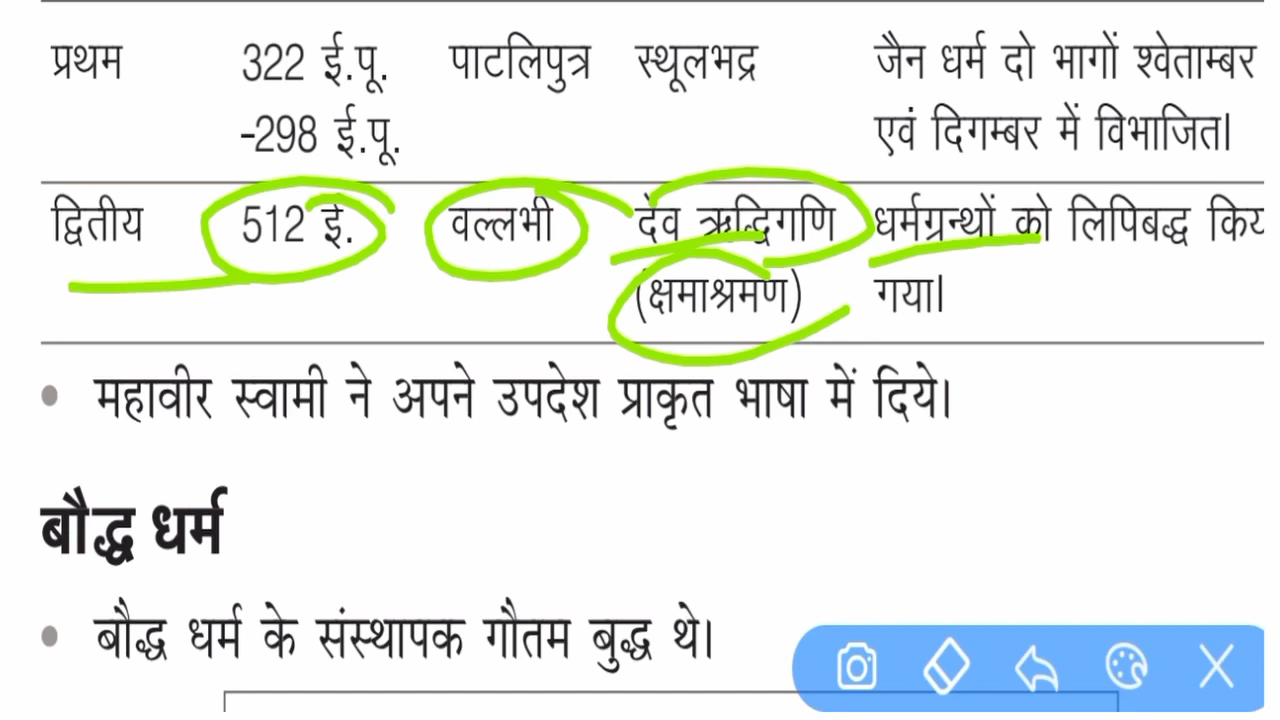 प्रथम 322 ई.पू. पाटलिपुत्र स्थूलभद्र जैन धर्म दो भागों श्वेताम्बर
-298 ई.पू. एवं दिगम्बर में विभाजित।
द्वितीय 512 ई. वल्लभी देव ऋद्धिगणि धर्मग्रन्थों को लिपिबद्ध किय
(क्षमाश्रमण) गया।
• महावीर स्वामी ने अपने उपदेश प्राकृत भाषा में दिये।
बौद्ध धर्म
• बौद्ध धर्म के संस्थापक गौतम बुद्ध थे।